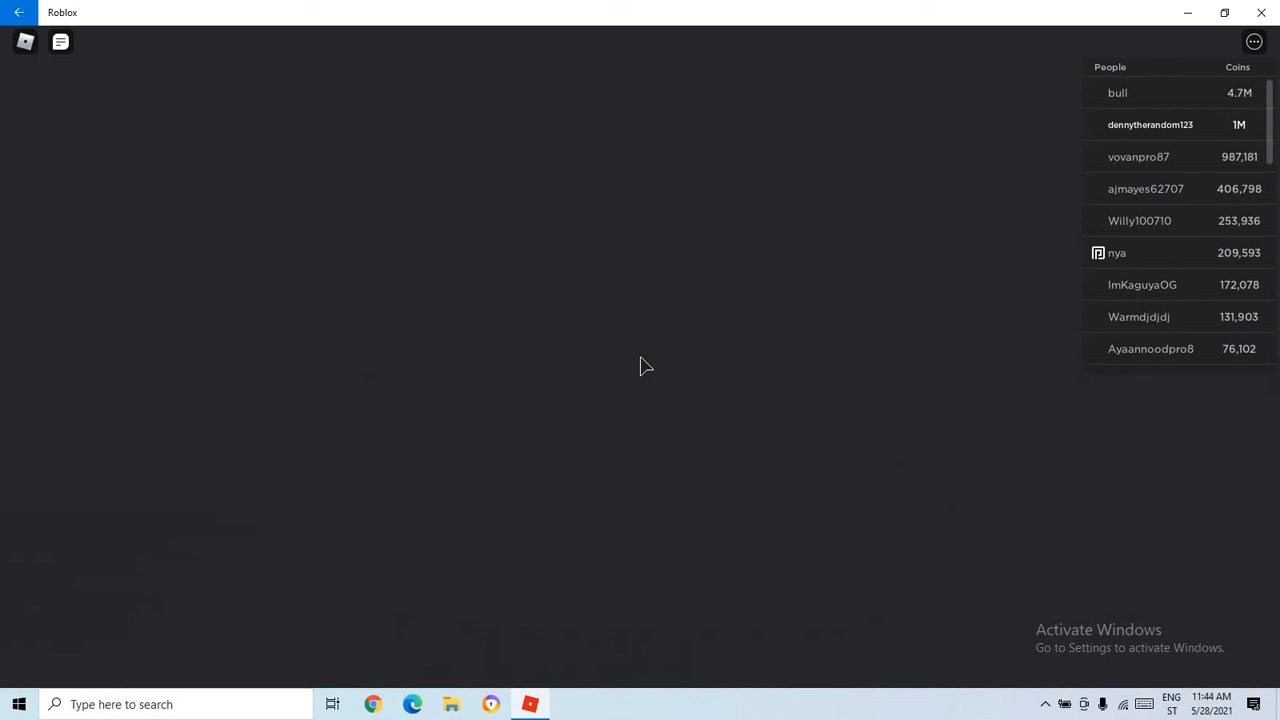 Roblox
People Coins
bull 4.7M
dennytherandom123 1M
vovanpro87 987,181
ajmayes62707 406,798
Willy100710 253,936
nya 209,593
ImKaguyaOG 172,078
Warmdjdjdj 131,903
Ayaannoodpro8 76,102
Activate Windows
Go to Settings to activate Windows.
Type here to search
ENG 11:44 AM
ST 5/28/2021